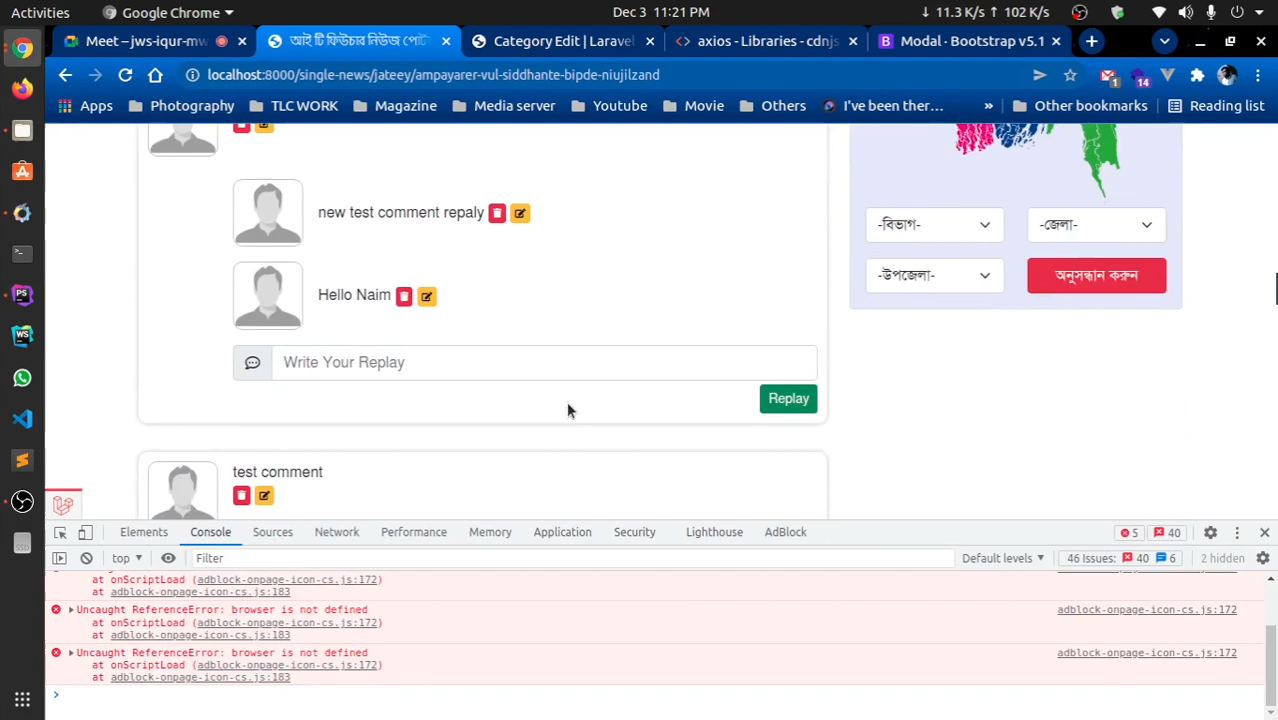 Activities
Google Chrome
Dec 3 11:21 PM
↓ 11.3 K/s ↑ 102 K/s
Meet – jws-iqur-mw
আই টি ফিউচার নিউজ পোর্ট
Category Edit | Laravel
axios - Libraries - cdnjs
Modal · Bootstrap v5.1
localhost:8000/single-news/jateey/ampayarer-vul-siddhante-bipde-niujilzand
1
14
Apps
Photography
TLC WORK
Magazine
Media server
Youtube
Movie
Others
I've been ther...
»
Other bookmarks
Reading list
new test comment repaly
Hello Naim
Write Your Replay
Replay
test comment
-বিভাগ-
-জেলা-
-উপজেলা-
অনুসন্ধান করুন
Elements
Console
Sources
Network
Performance
Memory
Application
Security
Lighthouse
AdBlock
5
40
top
Filter
Default levels
46 Issues: 40 6
2 hidden
at onScriptLoad (adblock-onpage-icon-cs.js:172)
at adblock-onpage-icon-cs.js:183
Uncaught ReferenceError: browser is not defined adblock-onpage-icon-cs.js:172
at onScriptLoad (adblock-onpage-icon-cs.js:172)
at adblock-onpage-icon-cs.js:183
Uncaught ReferenceError: browser is not defined adblock-onpage-icon-cs.js:172
at onScriptLoad (adblock-onpage-icon-cs.js:172)
at adblock-onpage-icon-cs.js:183